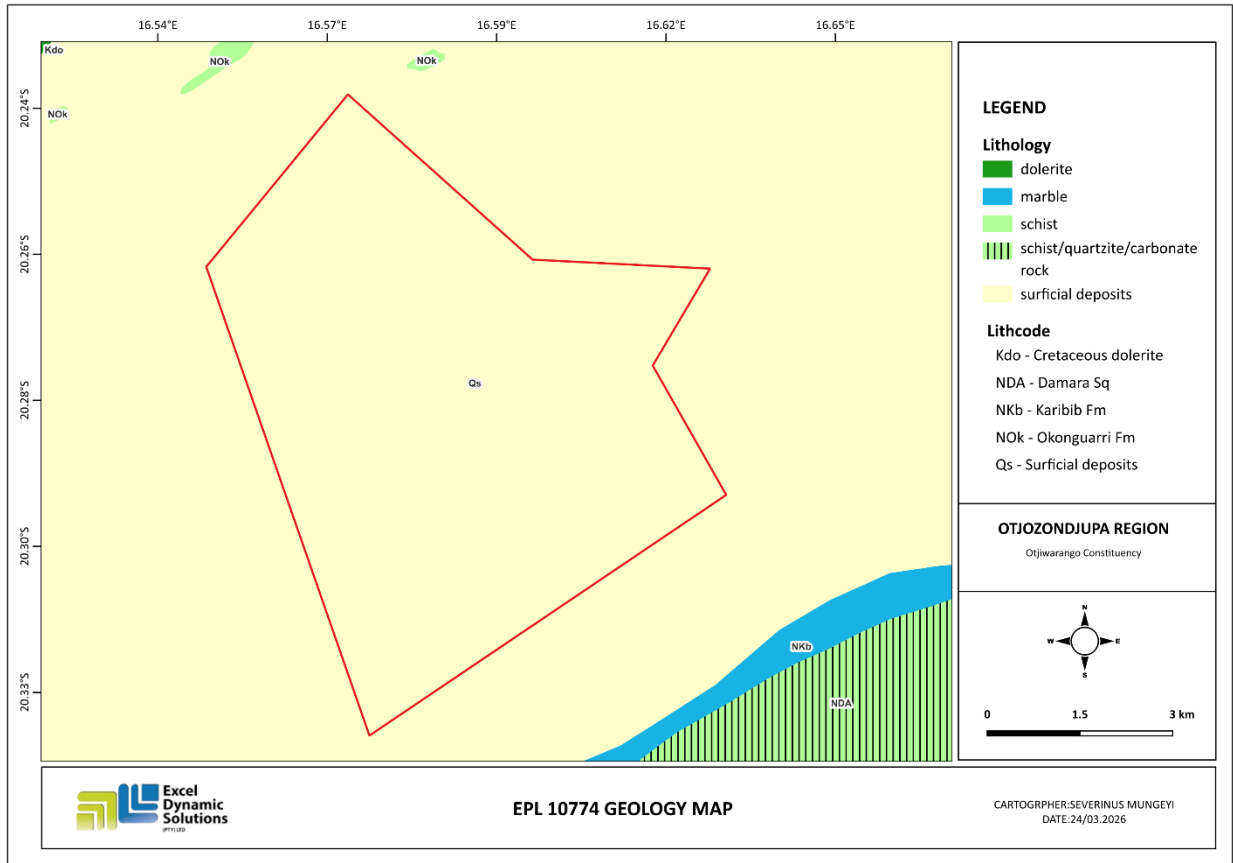 16.54°E 16.57°E 16.59°E 16.62°E 16.65°E
20.24°S
20.26°S
20.28°S
20.30°S
20.33°S
Kdo
NOk
NOk
NOk
Qs
NKb
NDA
LEGEND
Lithology
dolerite
marble
schist
schist/quartzite/carbonate
rock
surficial deposits
Lithcode
Kdo - Cretaceous dolerite
NDA - Damara Sq
NKb - Karibib Fm
NOk - Okonguarri Fm
Qs - Surficial deposits
OTJOZONDJUPA REGION
Otjiwarango Constituency
N
W E
S
0 1.5 3 km
Excel
Dynamic
Solutions
(PTY) LTD
EPL 10774 GEOLOGY MAP
CARTOGRPHER:SEVERINUS MUNGEYI
DATE:24/03.2026